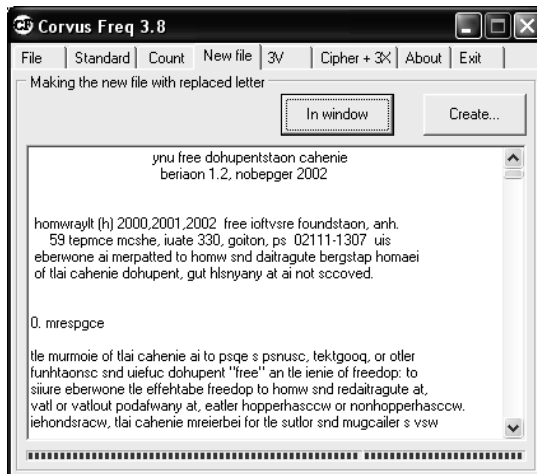 Corvus Freq 3.8
File Standard Count New file 3V Cipher + 3X About Exit
Making the new file with replaced letter
In window Create...
ynu free dohupentstaon cahenie
beriaon 1.2, nobepger 2002
homwraylt (h) 2000,2001,2002 free ioftvsre foundstaon, anh.
59 tepmce mcshe, iuate 330, goiton, ps 02111-1307 uis
eberwone ai merpatted to homw snd daitragute bergstap homaei
of tlai cahenie dohupent, gut hlsnyany at ai not sccoved.
0. mrespgce
tle murmoie of tlai cahenie ai to psqe s psnusc, tektgooq, or otler
funhtaonsc snd uiefuc dohupent "free" an tle ienie of freedop: to
siiure eberwone tle effehtabe freedop to homw snd redaitragute at,
vatl or vatlout podafwany at, eatler hopperhasccw or nonhopperhasccw.
iehondsracw, tlai cahenie mreierbei for tle sutlor snd mugcailer s vsw